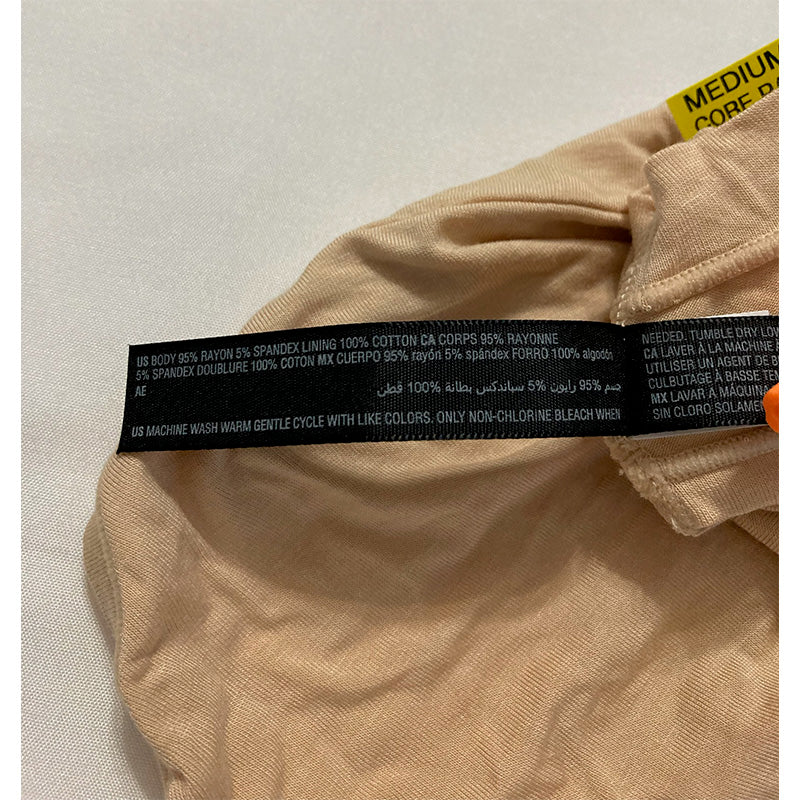 MEDIUM
CORE
US BODY 95% RAYON 5% SPANDEX LINING 100% COTTON CA CORPS 95% RAYONNE
5% SPANDEX DOUBLURE 100% COTON MX CUERPO 95% rayón 5% spándex FORRO 100% algodón
AE
جسم 95% رايون 5% سباندكس بطانة 100% قطن
US MACHINE WASH WARM GENTLE CYCLE WITH LIKE COLORS. ONLY NON-CHLORINE BLEACH WHEN
NEEDED. TUMBLE DRY LOW
CA LAVER À LA MACHINE À
UTILISER UN AGENT DE B
CULBUTAGE À BASSE TEM
MX LAVAR A MÁQUINA
SIN CLORO SOLAMEN